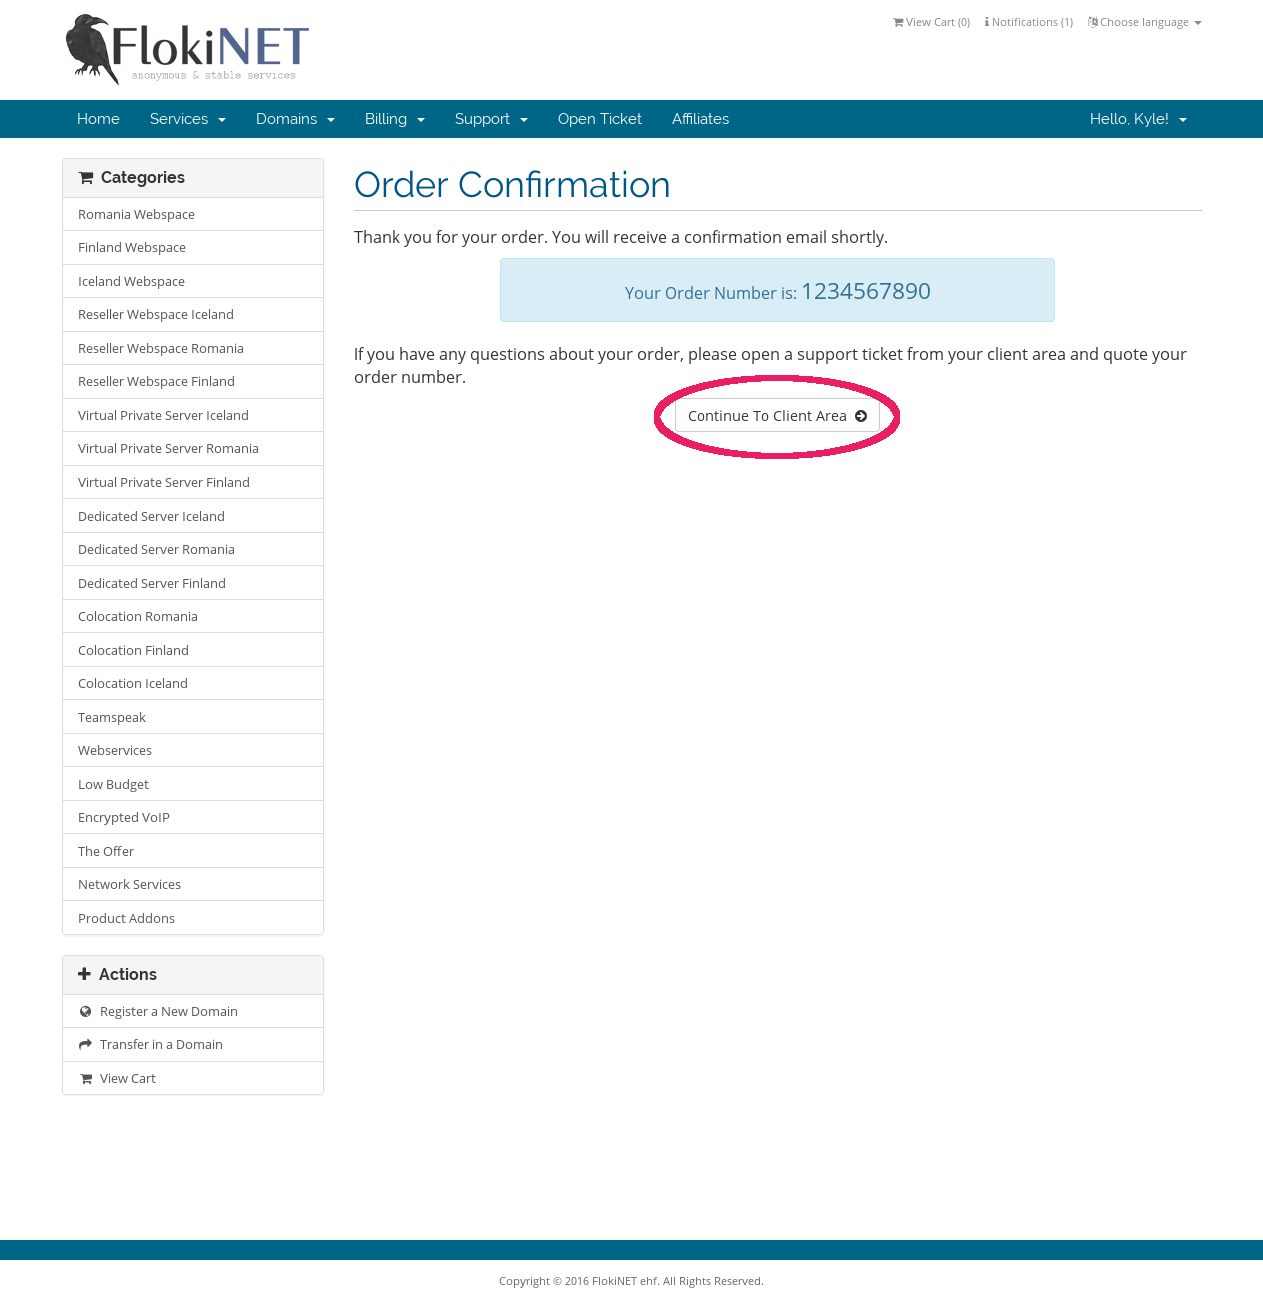 FlokiNET
anonymous & stable services
View Cart (0) Notifications (1) Choose language
Home Services Domains Billing Support Open Ticket Affiliates Hello, Kyle!
Categories
Romania Webspace
Finland Webspace
Iceland Webspace
Reseller Webspace Iceland
Reseller Webspace Romania
Reseller Webspace Finland
Virtual Private Server Iceland
Virtual Private Server Romania
Virtual Private Server Finland
Dedicated Server Iceland
Dedicated Server Romania
Dedicated Server Finland
Colocation Romania
Colocation Finland
Colocation Iceland
Teamspeak
Webservices
Low Budget
Encrypted VoIP
The Offer
Network Services
Product Addons
Actions
Register a New Domain
Transfer in a Domain
View Cart
Order Confirmation
Thank you for your order. You will receive a confirmation email shortly.
Your Order Number is: 1234567890
If you have any questions about your order, please open a support ticket from your client area and quote your
order number.
Continue To Client Area
Copyright © 2016 FlokiNET ehf. All Rights Reserved.